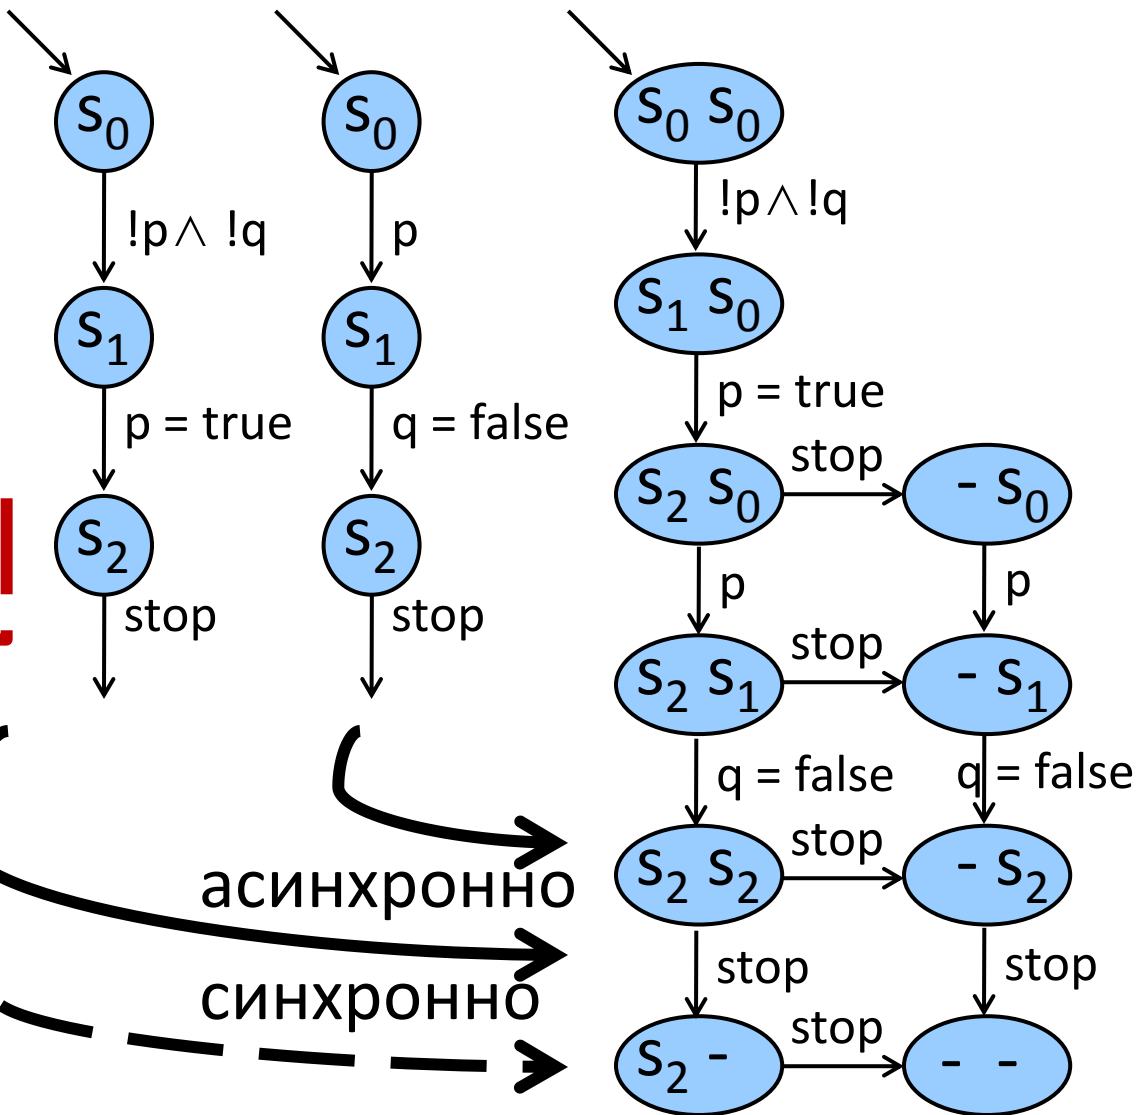 s₀ s₀ s₀ s₀
!p∧ !q p !p∧!q
s₁ s₁ s₁ s₀
p = true q = false p = true
s₂ s₂ s₂ s₀ stop - s₀
stop stop p p
s₂ s₁ stop - s₁
q = false q = false
s₂ s₂ stop - s₂
асинхронно
stop stop
синхронно
s₂ - stop - -